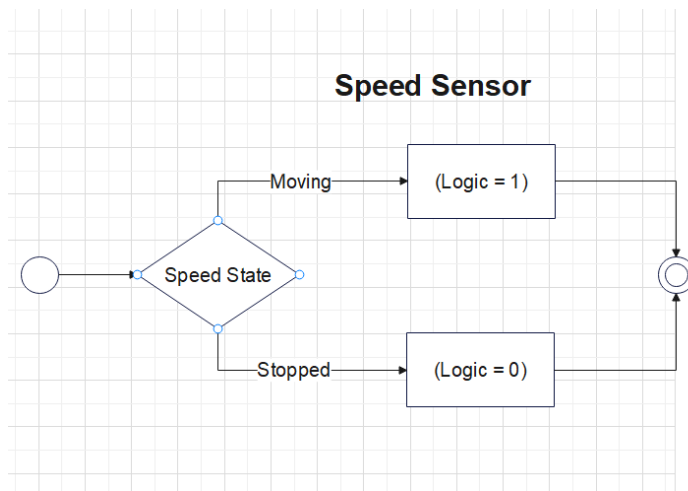 Speed Sensor
Moving
(Logic = 1)
Speed State
Stopped
(Logic = 0)